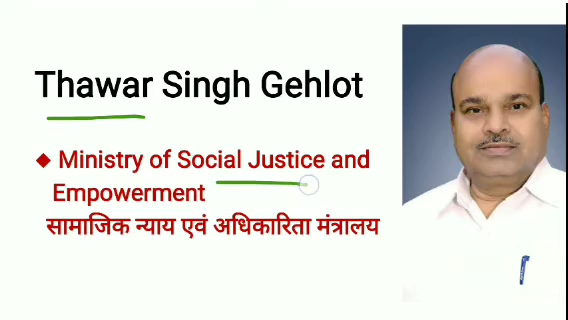 Thawar Singh Gehlot
◆ Ministry of Social Justice and
Empowerment
सामाजिक न्याय एवं अधिकारिता मंत्रालय